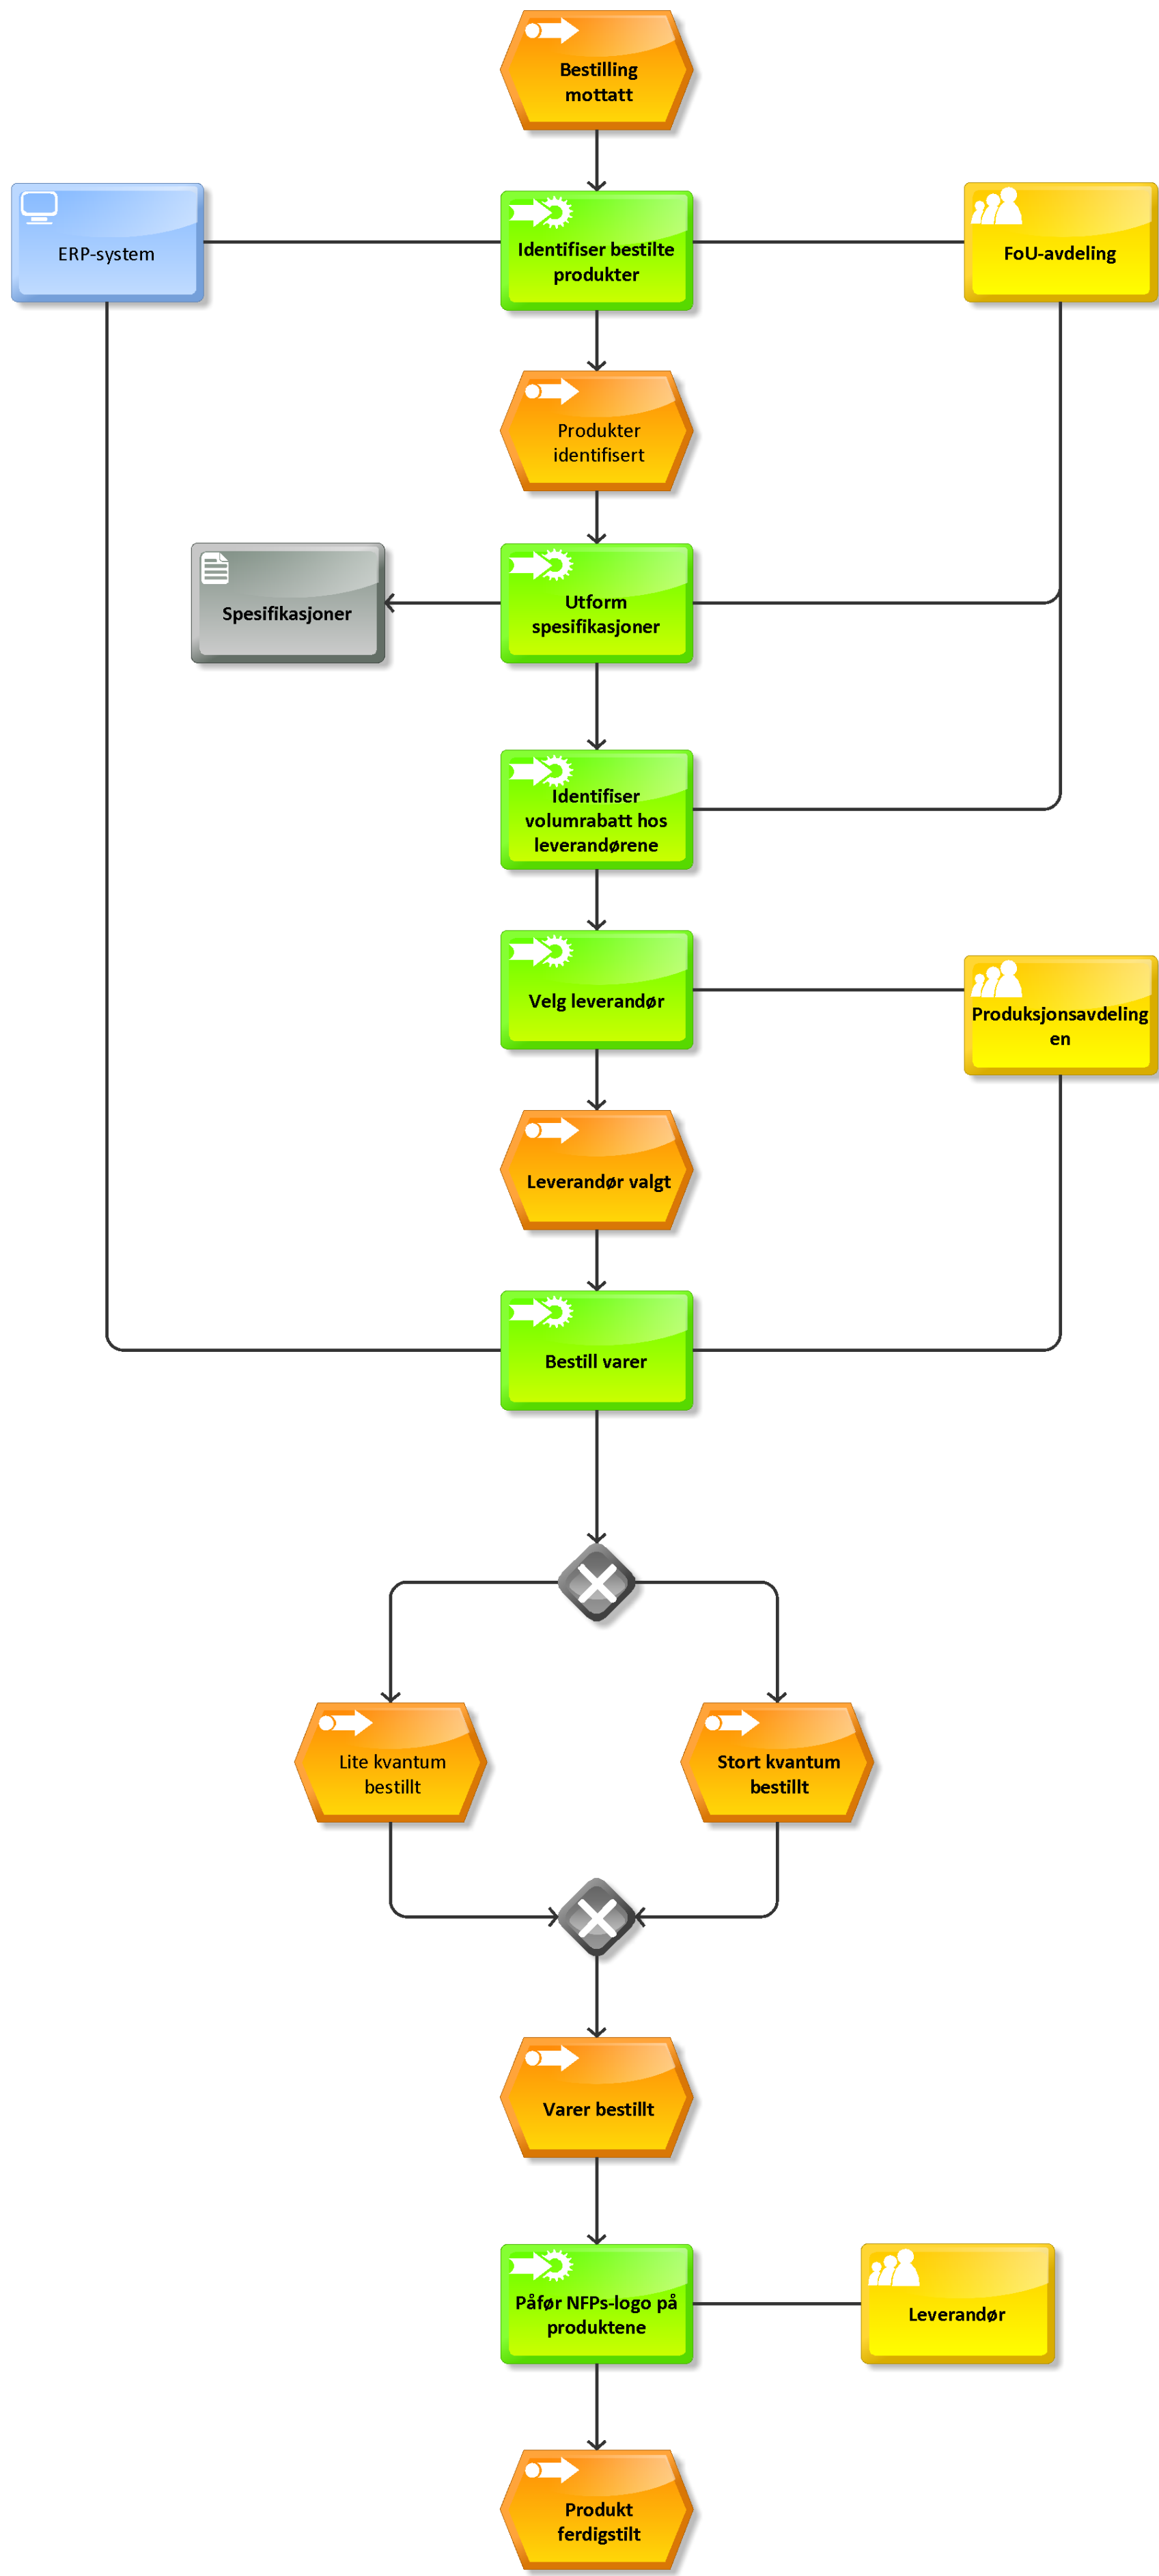 Bestilling
mottatt
ERP-system
Identifiser bestilte
produkter
FoU-avdeling
Produkter
identifisert
Spesifikasjoner
Utform
spesifikasjoner
Identifiser
volumrabatt hos
leverandørene
Velg leverandør
Produksjonsavdeling
en
Leverandør valgt
Bestill varer
Lite kvantum
bestillt
Stort kvantum
bestillt
Varer bestillt
Påfør NFPs-logo på
produktene
Leverandør
Produkt
ferdigstilt